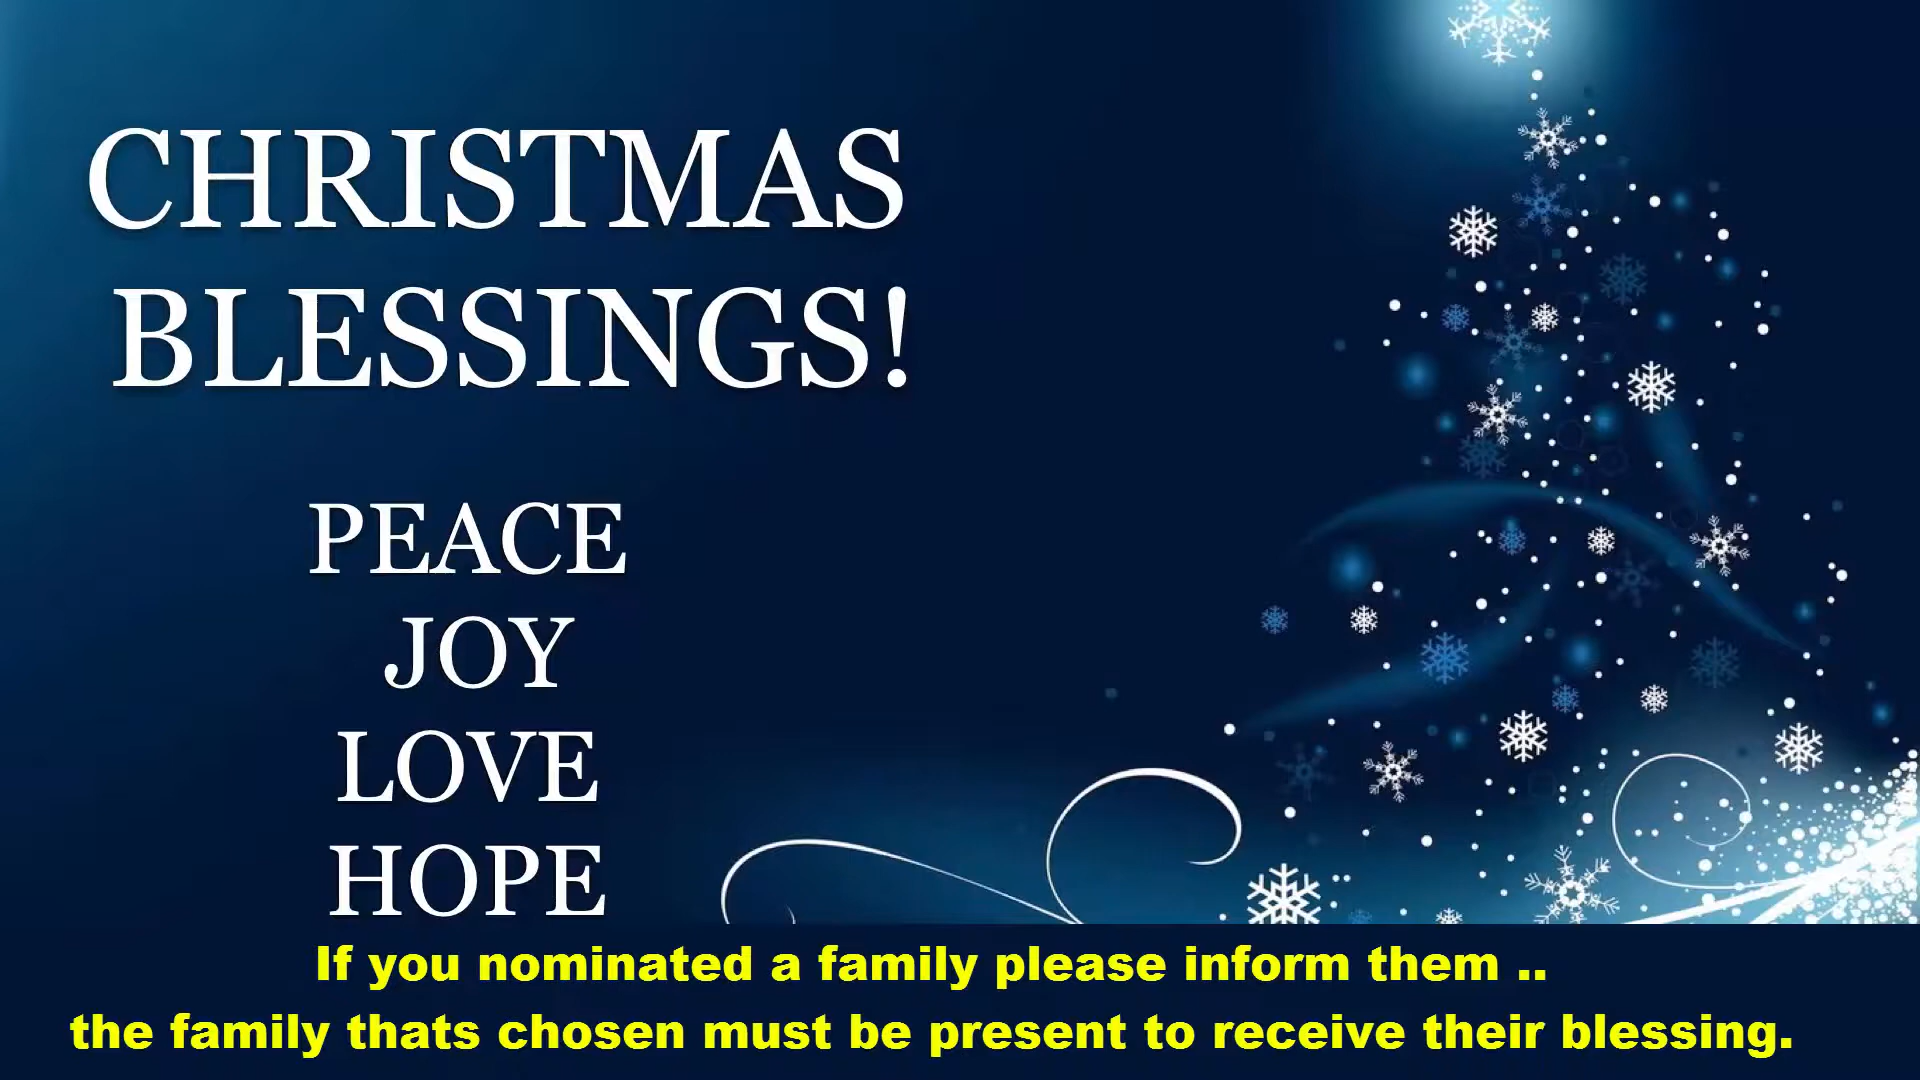 CHRISTMAS
BLESSINGS!
PEACE
JOY
LOVE
HOPE
If you nominated a family please inform them ..
the family thats chosen must be present to receive their blessing.